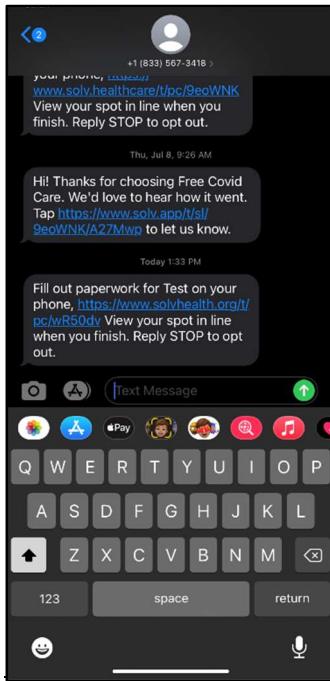 2
+1 (833) 567-3418 >
your phone, https://
www.solv.healthcare/t/pc/9eoWNK
View your spot in line when you
finish. Reply STOP to opt out.
Thu, Jul 8, 9:26 AM
Hi! Thanks for choosing Free Covid
Care. We'd love to hear how it went.
Tap https://www.solv.app/t/sl/
9eoWNK/A27Mwp to let us know.
Today 1:33 PM
Fill out paperwork for Test on your
phone, https://www.solvhealth.org/t/
pc/wR50dv View your spot in line
when you finish. Reply STOP to opt
out.
Text Message
Pay
Q W E R T Y U I O P
A S D F G H J K L
Z X C V B N M
123 space return